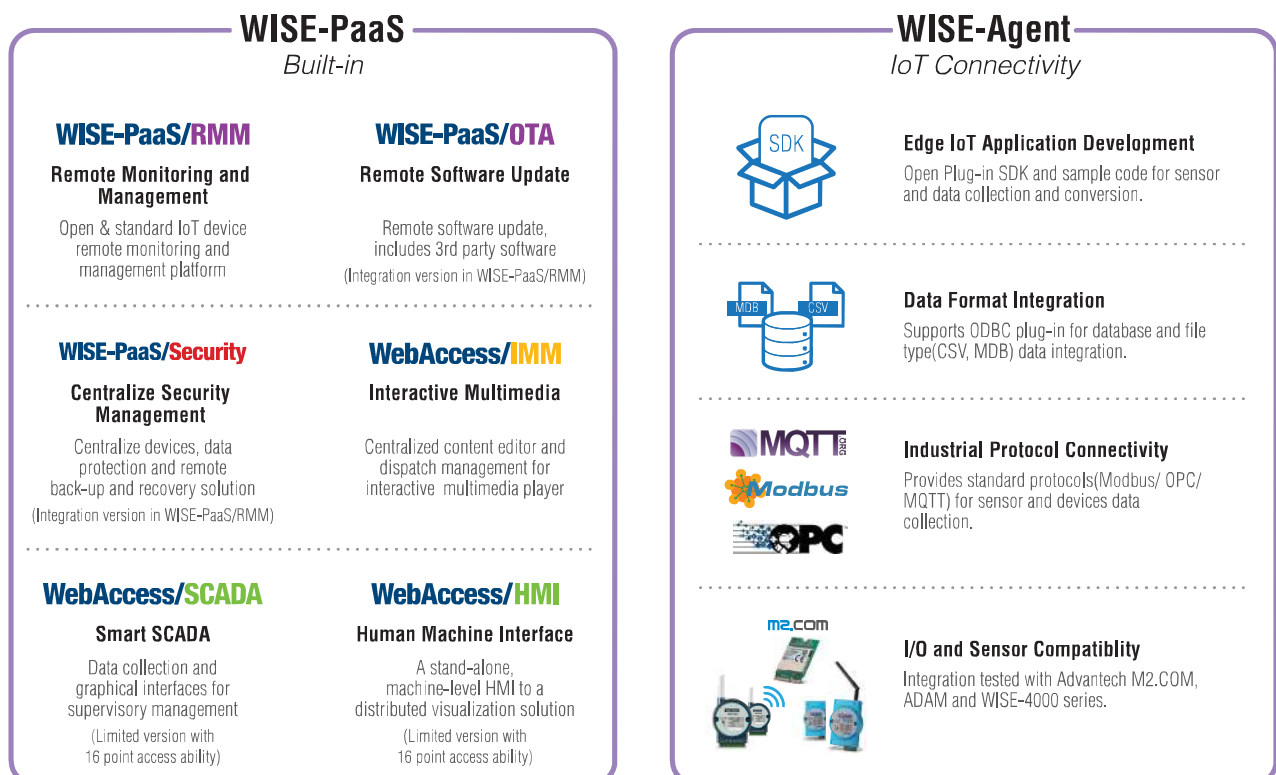 WISE-PaaS
Built-in
WISE-PaaS/RMM
Remote Monitoring and
Management
Open & standard IoT device
remote monitoring and
management platform
WISE-PaaS/OTA
Remote Software Update
Remote software update,
includes 3rd party software
(Integration version in WISE-PaaS/RMM)
WISE-PaaS/Security
Centralize Security
Management
Centralize devices, data
protection and remote
back-up and recovery solution
(Integration version in WISE-PaaS/RMM)
WebAccess/IMM
Interactive Multimedia
Centralized content editor and
dispatch management for
interactive multimedia player
WebAccess/SCADA
Smart SCADA
Data collection and
graphical interfaces for
supervisory management
(Limited version with
16 point access ability)
WebAccess/HMI
Human Machine Interface
A stand-alone,
machine-level HMI to a
distributed visualization solution
(Limited version with
16 point access ability)
WISE-Agent
IoT Connectivity
SDK
Edge IoT Application Development
Open Plug-in SDK and sample code for sensor
and data collection and conversion.
MDB
CSV
Data Format Integration
Supports ODBC plug-in for database and file
type(CSV, MDB) data integration.
MQTT.ORG
Modbus
OPC
Industrial Protocol Connectivity
Provides standard protocols(Modbus/ OPC/
MQTT) for sensor and devices data
collection.
m2.com
I/O and Sensor Compatiblity
Integration tested with Advantech M2.COM,
ADAM and WISE-4000 series.